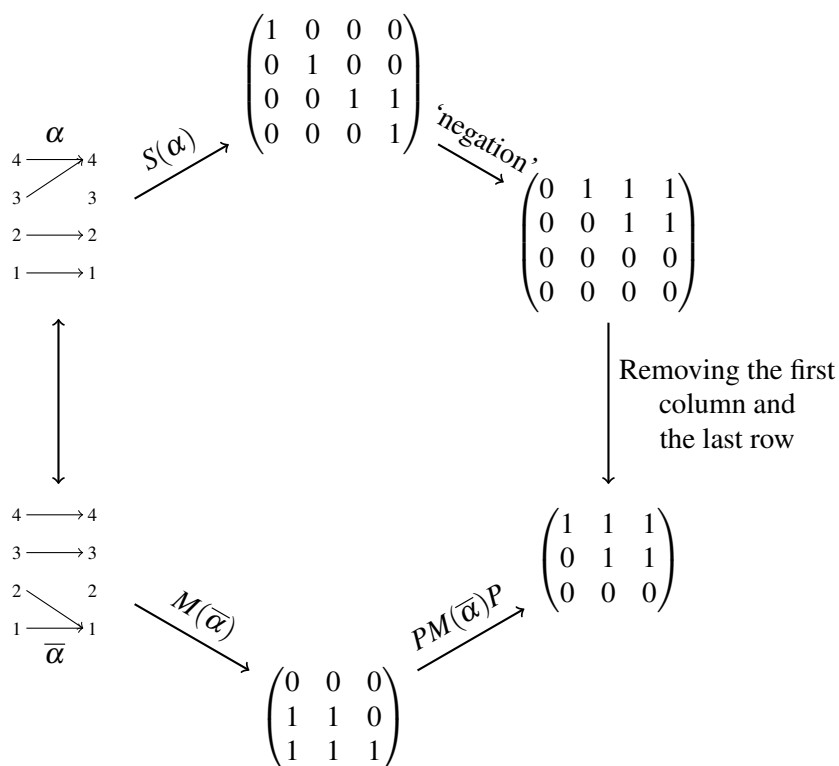 α
4 4
3 3
2 2
1 1
S(α)
1 0 0 0
0 1 0 0
0 0 1 1
0 0 0 1
‘negation’
0 1 1 1
0 0 1 1
0 0 0 0
0 0 0 0
Removing the first
column and
the last row
4 4
3 3
2 2
1 1
α̅
M(α̅)
0 0 0
1 1 0
1 1 1
PM(α̅)P
1 1 1
0 1 1
0 0 0